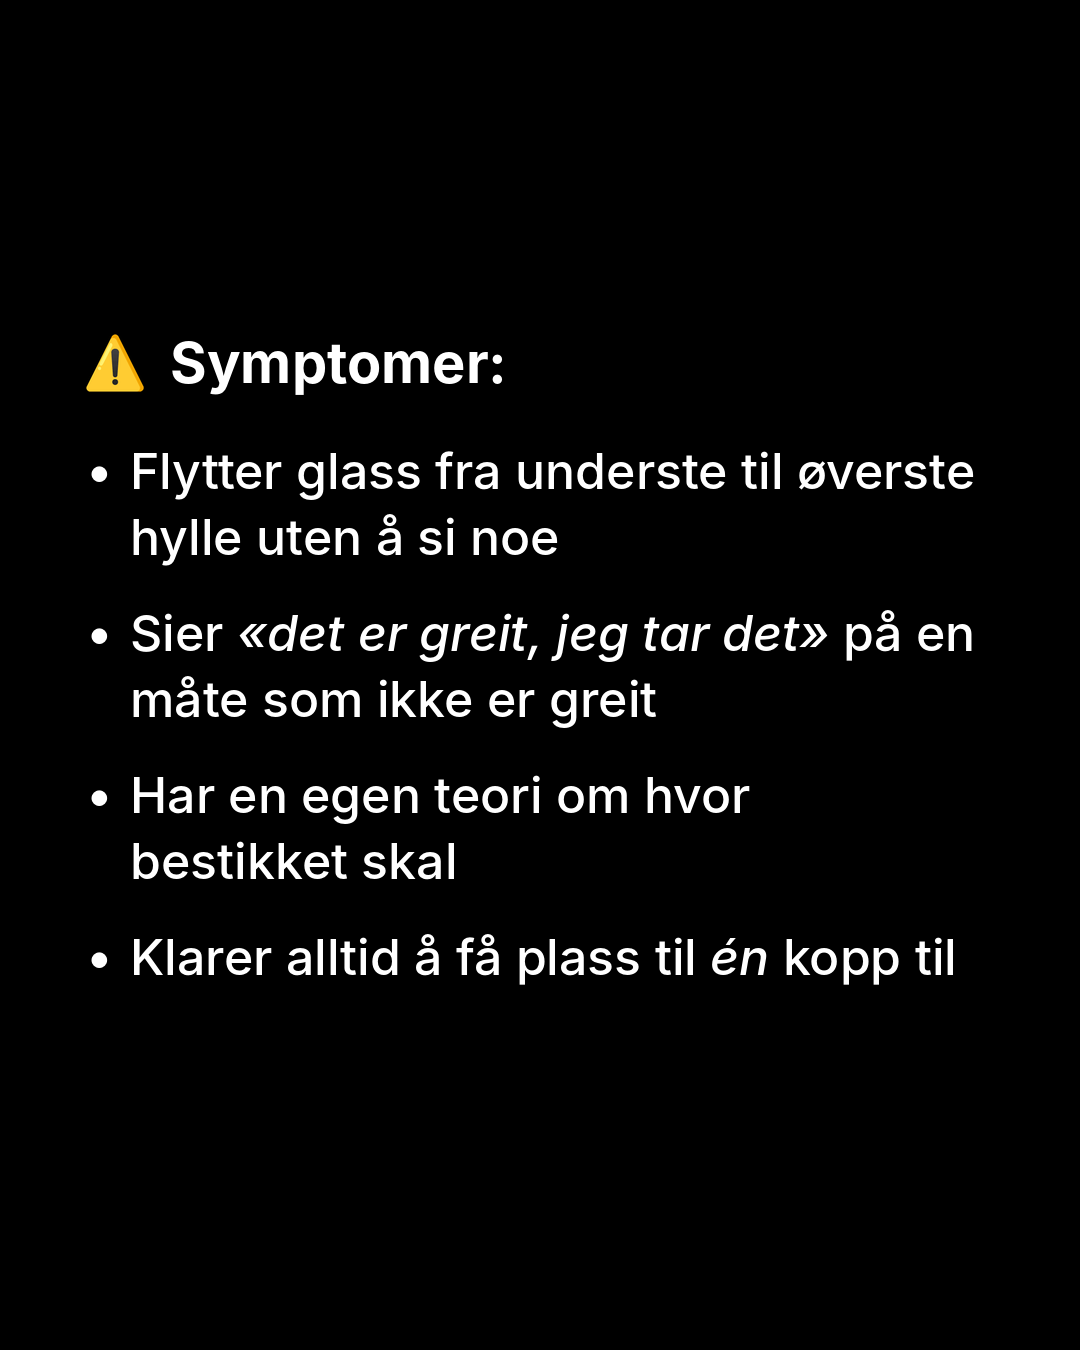 ⚠️ Symptomer:
• Flytter glass fra underste til øverste
hylle uten å si noe
• Sier «det er greit, jeg tar det» på en
måte som ikke er greit
• Har en egen teori om hvor
bestikket skal
• Klarer alltid å få plass til én kopp til